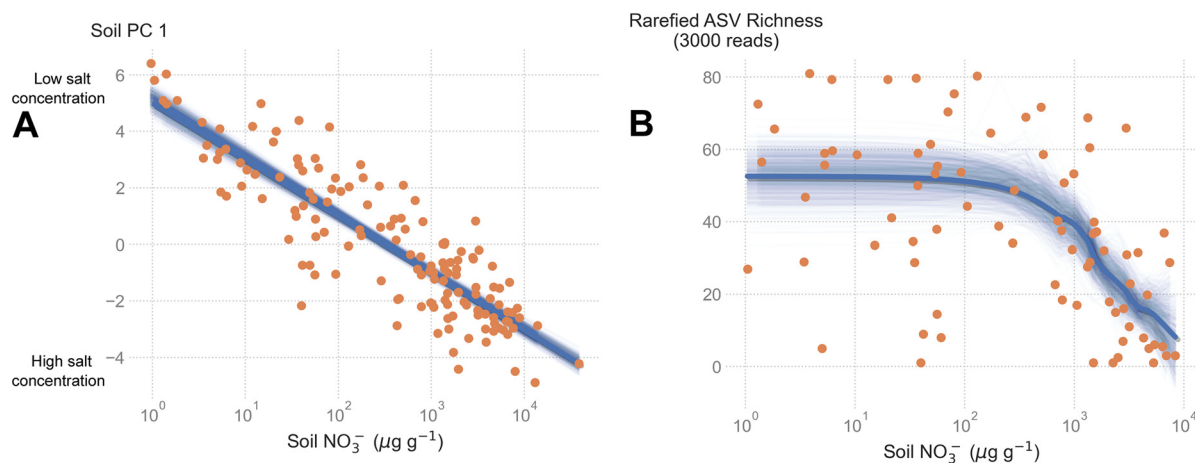 Soil PC 1
A
Low salt
concentration
High salt
concentration
6
4
2
0
−2
−4
10⁰ 10¹ 10² 10³ 10⁴
Soil NO₃⁻ (μg g⁻¹)
Rarefied ASV Richness
(3000 reads)
B
80
60
40
20
0
10⁰ 10¹ 10² 10³ 10⁴
Soil NO₃⁻ (μg g⁻¹)